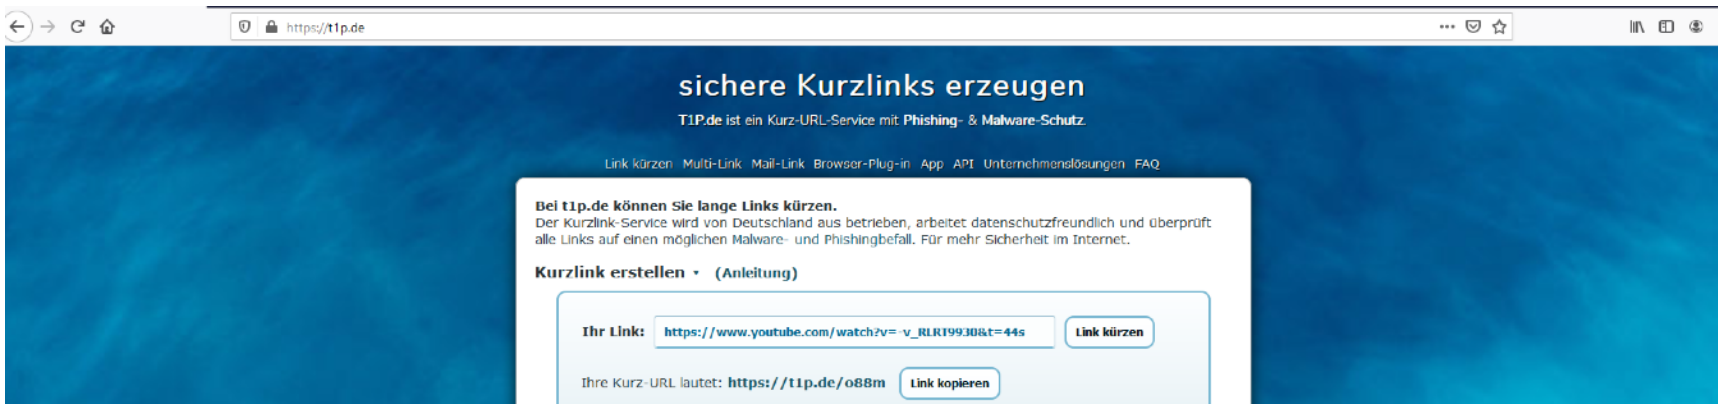 https://t1p.de
sichere Kurzlinks erzeugen
T1P.de ist ein Kurz-URL-Service mit Phishing- & Malware-Schutz.
Link kürzen Multi-Link Mail-Link Browser-Plug-in App API Unternehmenslösungen FAQ
Bei t1p.de können Sie lange Links kürzen.
Der Kurzlink-Service wird von Deutschland aus betrieben, arbeitet datenschutzfreundlich und überprüft
alle Links auf einen möglichen Malware- und Phishingbefall. Für mehr Sicherheit im Internet.
Kurzlink erstellen (Anleitung)
Ihr Link: https://www.youtube.com/watch?v=-v_RLRT9930&t=44s Link kürzen
Ihre Kurz-URL lautet: https://t1p.de/o88m Link kopieren